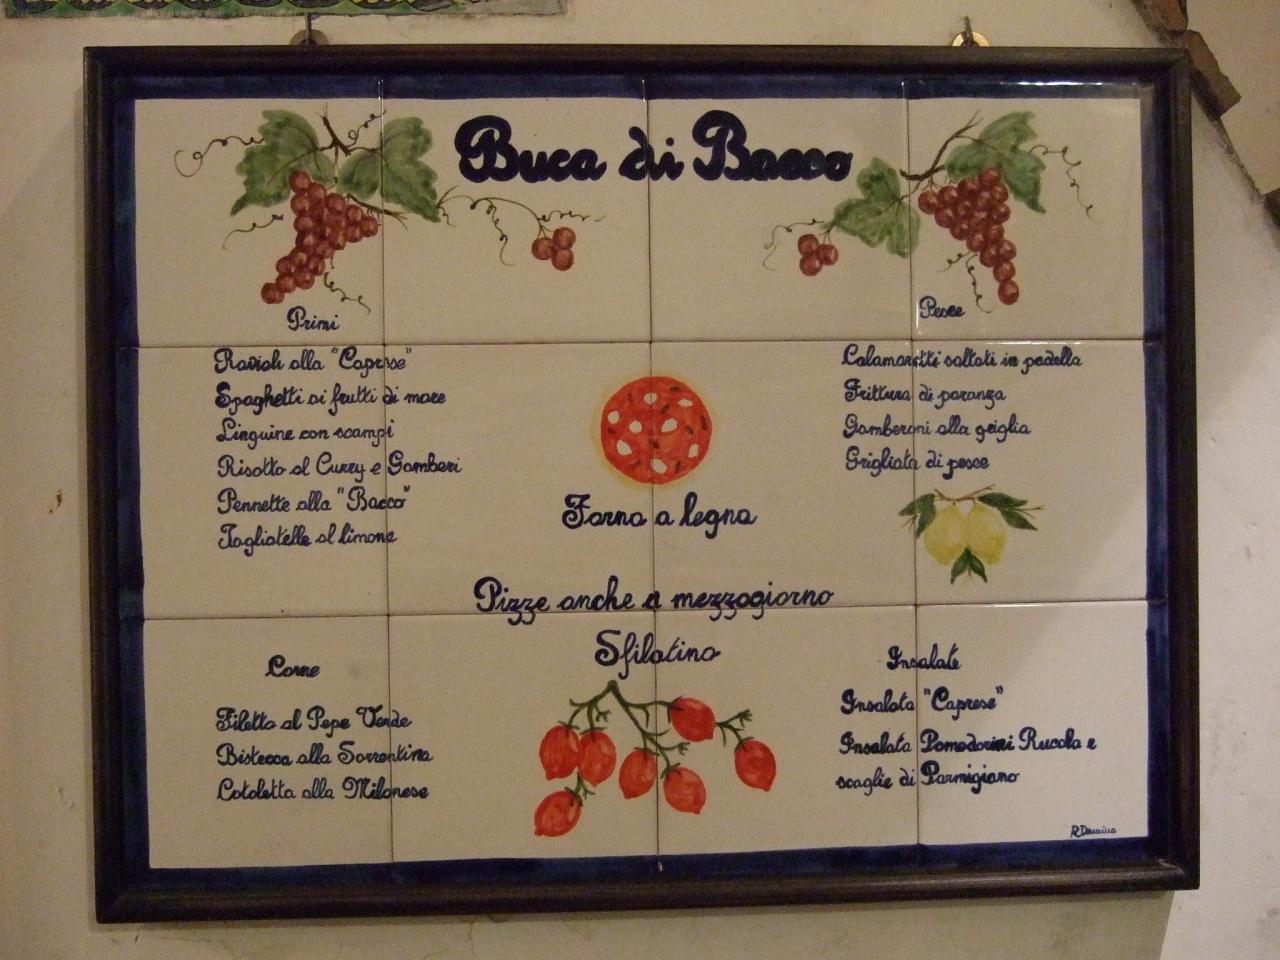 Buca di Bacco
Primi
Ravioli alla "Caprese"
Spaghetti ai frutti di mare
Linguine con scampi
Risotto al Curry e Gamberi
Pennette alla "Bacco"
Tagliatelle al limone
Pesce
Calamaretti saltati in padella
Frittura di paranza
Gamberoni alla griglia
Grigliata di pesce
Forno a legna
Pizze anche a mezzogiorno
Sfilatino
Carne
Filetto al Pepe Verde
Bistecca alla Sorrentina
Cotoletta alla Milanese
Insalate
Insalata "Caprese"
Insalata Pomodorini Rucola e
scaglie di Parmigiano